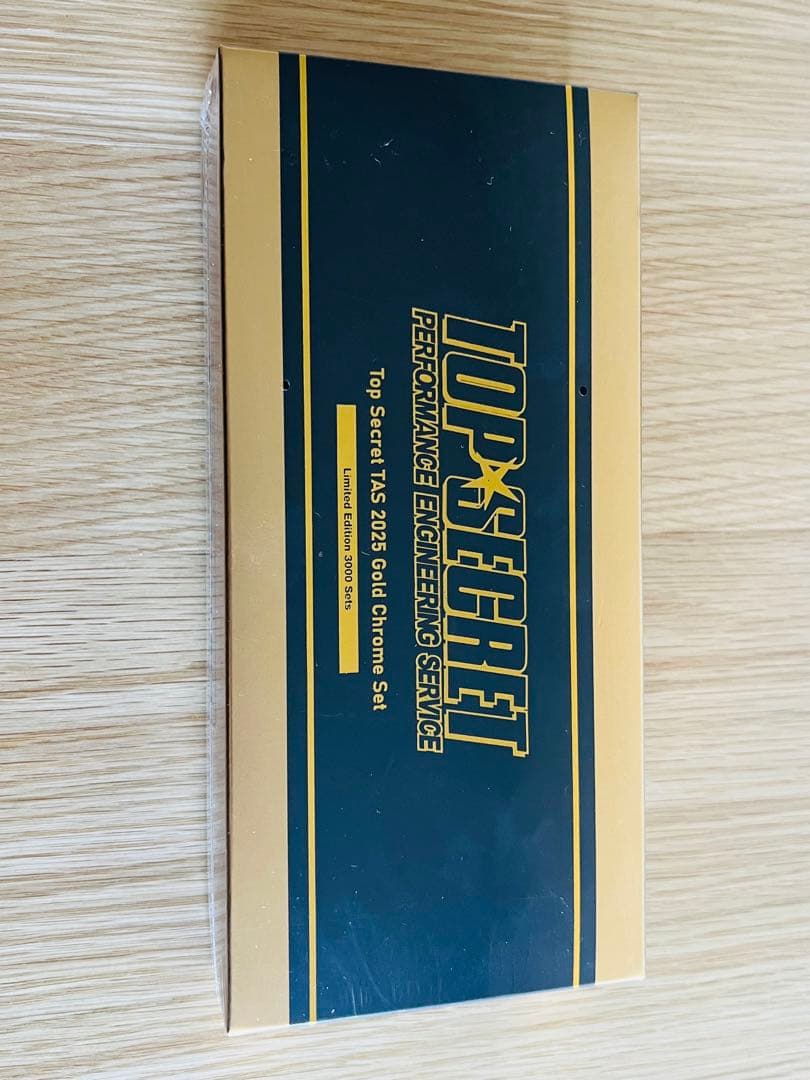 TOP SECRET
PERFORMANCE ENGINEERING SERVICE
Top Secret TAS 2025 Gold Chrome Set
Limited Edition 3000 Sets